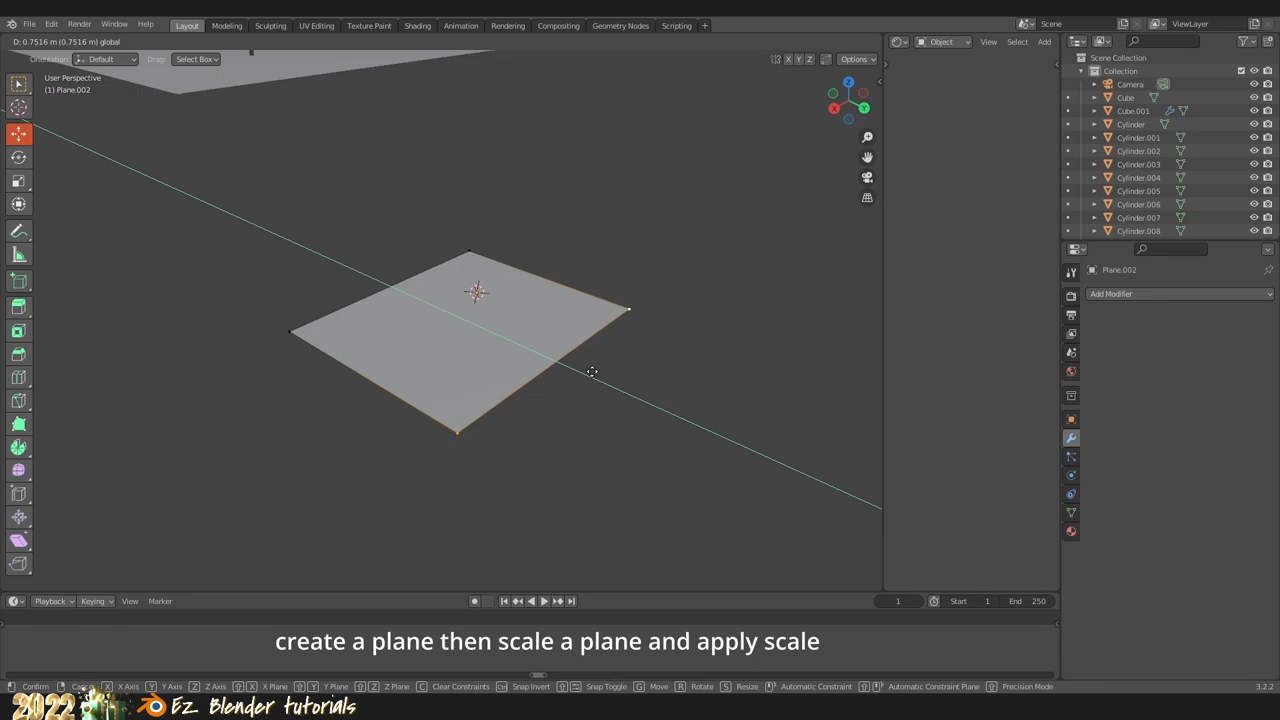 File Edit Render Window Help Layout Modeling Sculpting UV Editing Texture Paint Shading Animation Rendering Compositing Geometry Nodes Scripting + Scene ViewLayer
D: 0.7516 m (0.7516 m) global
Object View Select Add
Orientation: Default Drag: Select Box X Y Z Options
Scene Collection
Collection
User Perspective
(1) Plane.002
Camera
Cube
Cube.001
Cylinder
Cylinder.001
Cylinder.002
Cylinder.003
Cylinder.004
Cylinder.005
Cylinder.006
Cylinder.007
Cylinder.008
Z
X Y
Plane.002
Add Modifier
Playback Keying View Marker 1 Start 1 End 250
create a plane then scale a plane and apply scale
Confirm X X Axis Y Y Axis Z Z Axis X X Plane Y Y Plane Z Z Plane C Clear Constraints Ctrl Snap Invert Snap Toggle G Move R Rotate S Resize Automatic Constraint Automatic Constraint Plane Precision Mode 3.2.2
2022 Ez Blender tutorials